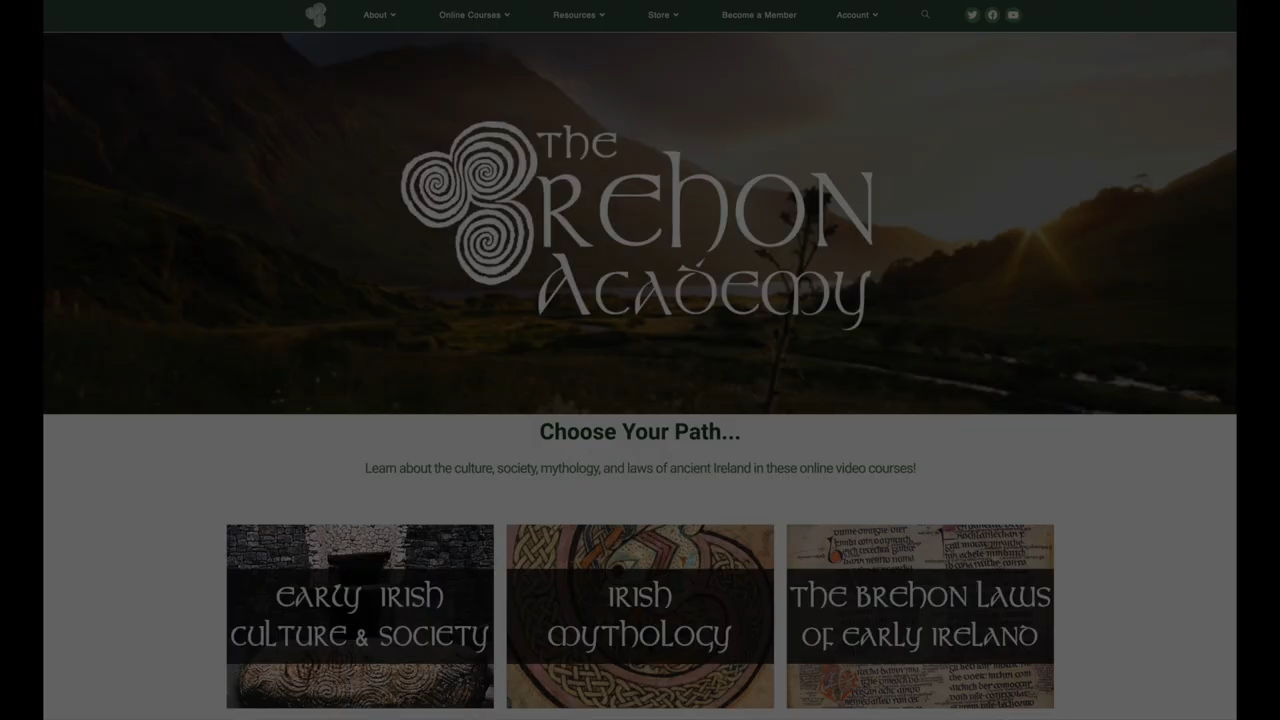 About
Online Courses
Resources
Store
Become a Member
Account
The
Brehon
Academy
Choose Your Path...
Learn about the culture, society, mythology, and laws of ancient Ireland in these online video courses!
Early Irish
Culture & Society
Irish
Mythology
The Brehon Laws
of Early Ireland